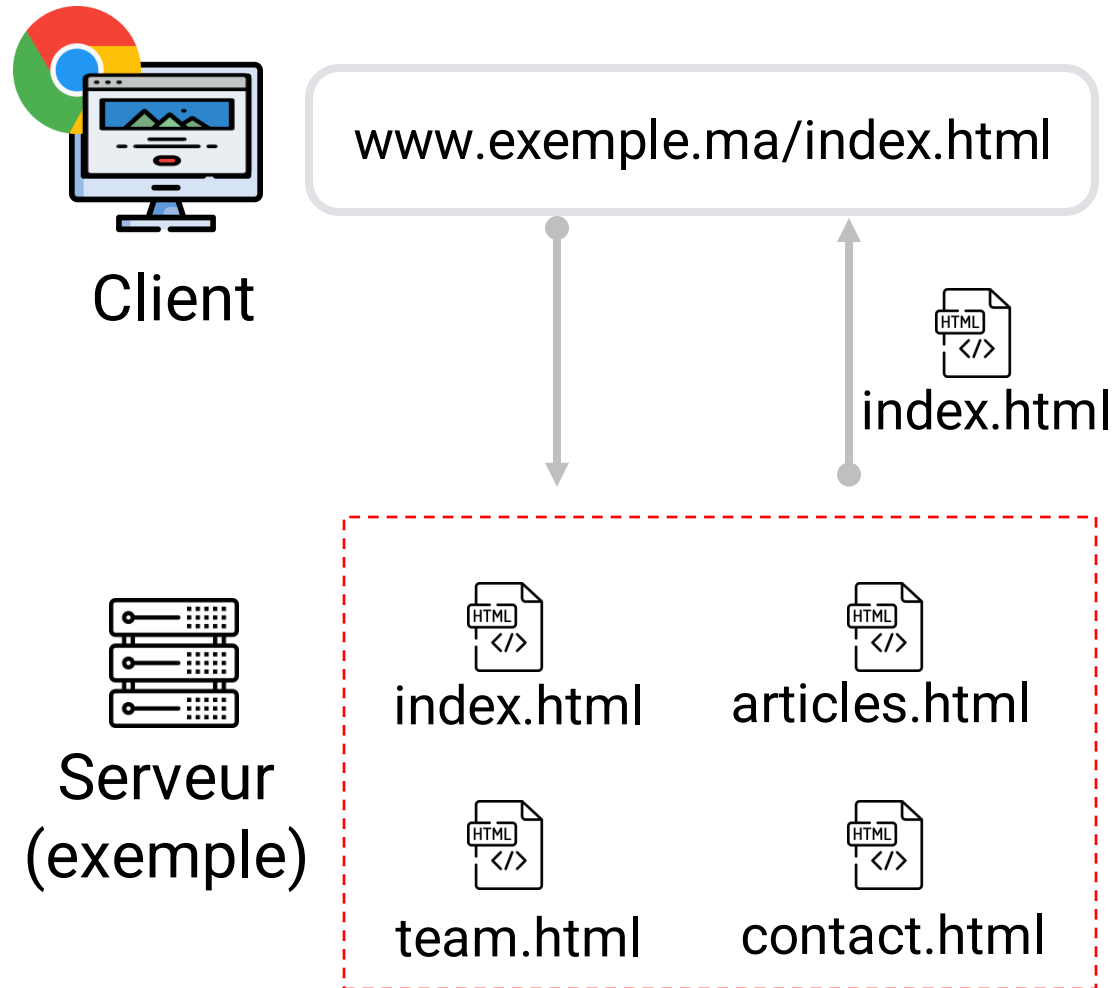 www.exemple.ma/index.html
Client
HTML
</>
index.html
HTML
</>
index.html
HTML
</>
articles.html
Serveur
(exemple)
HTML
</>
team.html
HTML
</>
contact.html